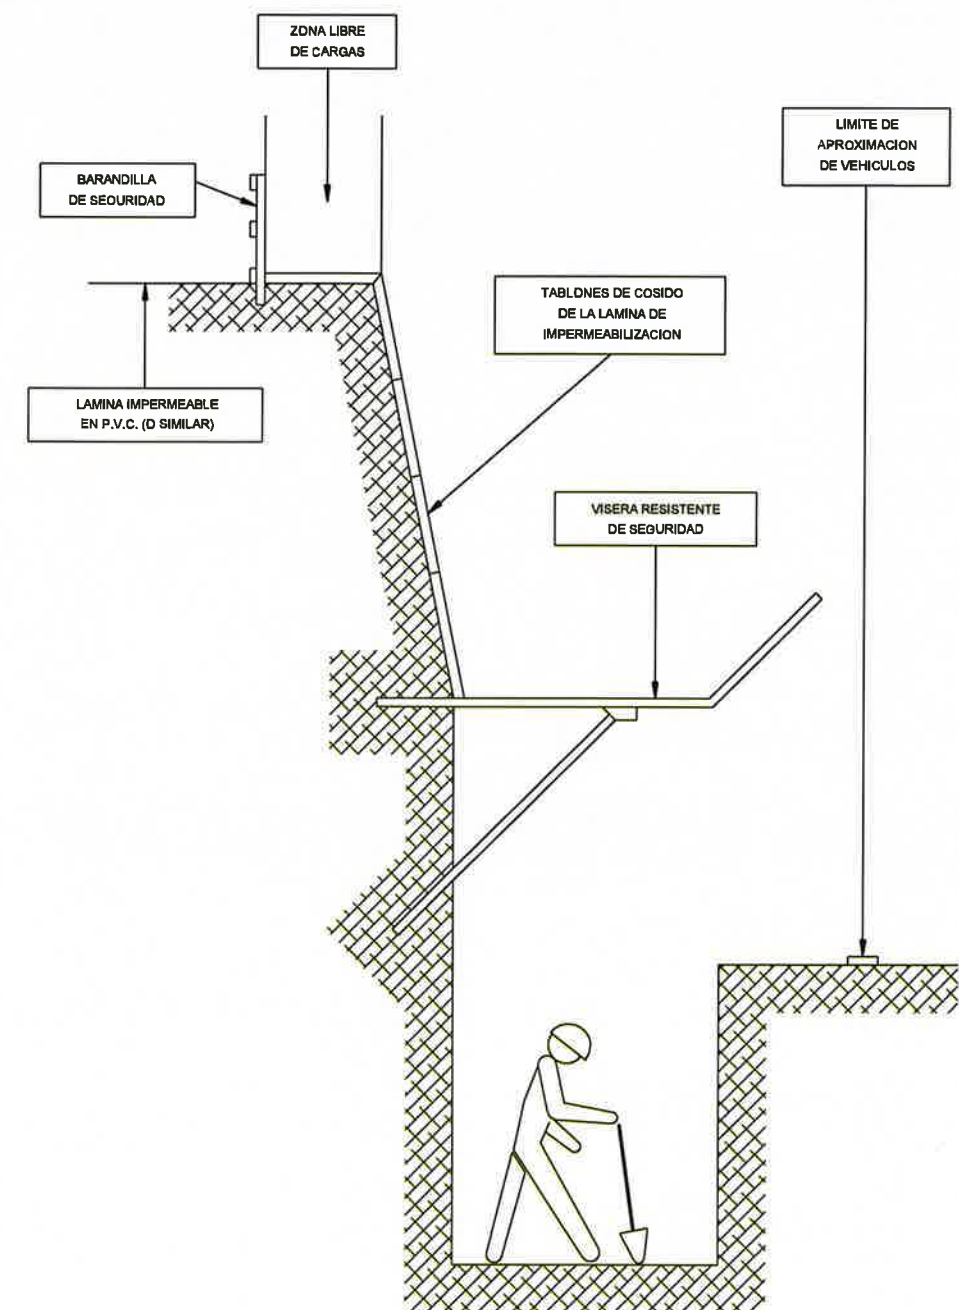 ZONA LIBRE
DE CARGAS
LIMITE DE
APROXIMACION
DE VEHICULOS
BARANDILLA
DE SEGURIDAD
TABLONES DE COSIDO
DE LA LAMINA DE
IMPERMEABILIZACION
LAMINA IMPERMEABLE
EN P.V.C. (O SIMILAR)
VISERA RESISTENTE
DE SEGURIDAD